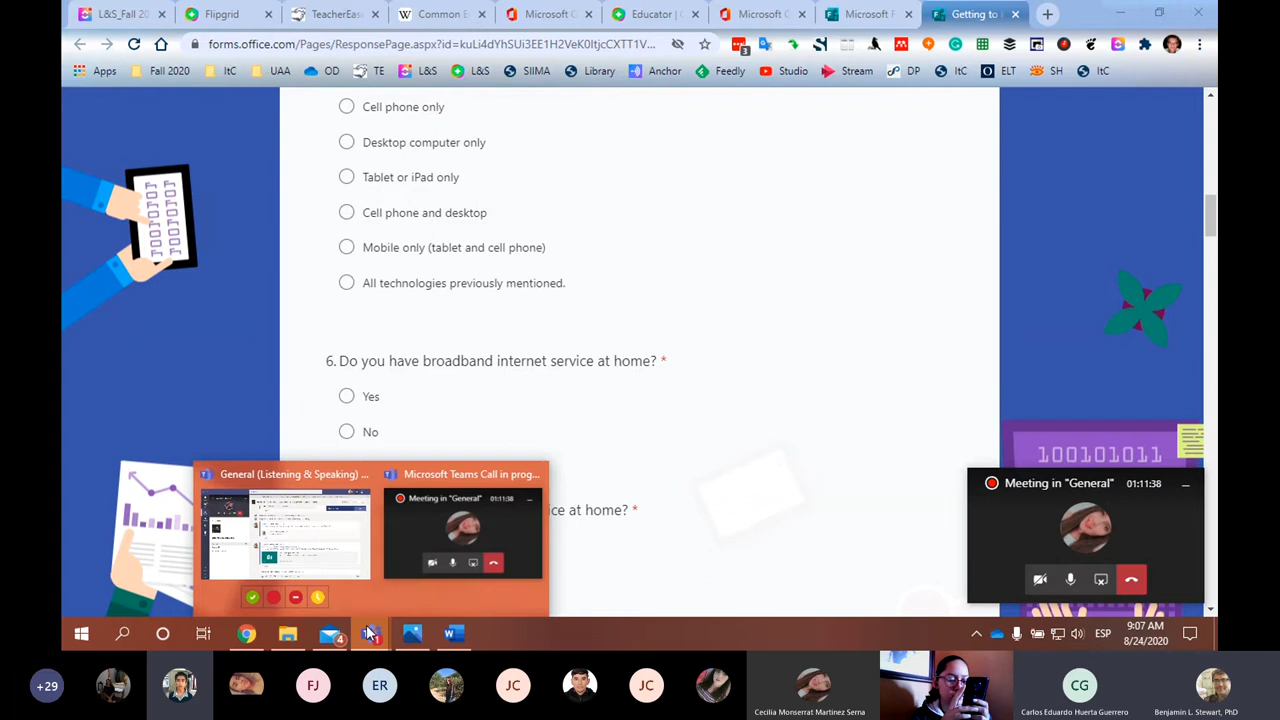 L&S_Fall 20
Flipgrid
TeacherEase
Common E
Microsoft G
Educator | C
Microsoft O
Microsoft F
Getting to
forms.office.com/Pages/ResponsePage.aspx?id=kuLi4dYhSUi3EE1H2VeK0ItjcCXTT1V...
3
Apps
Fall 2020
ItC
UAA
OD
TE
L&S
L&S
SIIMA
Library
Anchor
Feedly
Studio
Stream
DP
ItC
ELT
SH
ItC
Cell phone only
Desktop computer only
Tablet or iPad only
Cell phone and desktop
Mobile only (tablet and cell phone)
All technologies previously mentioned.
6. Do you have broadband internet service at home? *
Yes
No
ce at home? *
100101011
General (Listening & Speaking) ...
Microsoft Teams Call in prog...
Meeting in "General"
01:11:38
Meeting in "General"
01:11:38
4
ESP
9:07 AM
8/24/2020
+29
FJ
ER
JC
JC
Cecilia Monserrat Martinez Serna
CG
Carlos Eduardo Huerta Guerrero
Benjamin L. Stewart, PhD